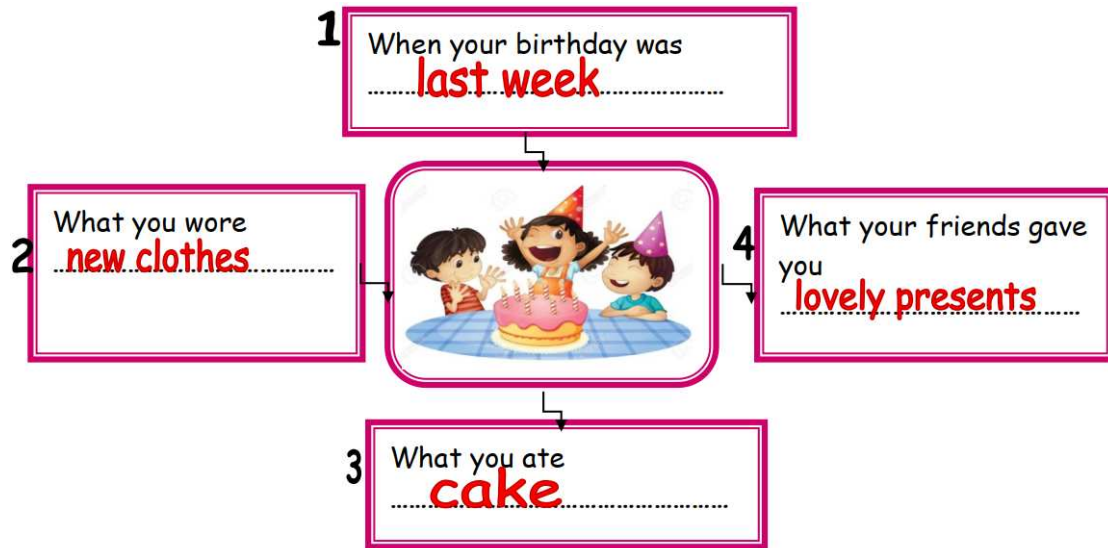 1
When your birthday was
last week
2
What you wore
new clothes
3
What you ate
cake
4
What your friends gave
you
lovely presents